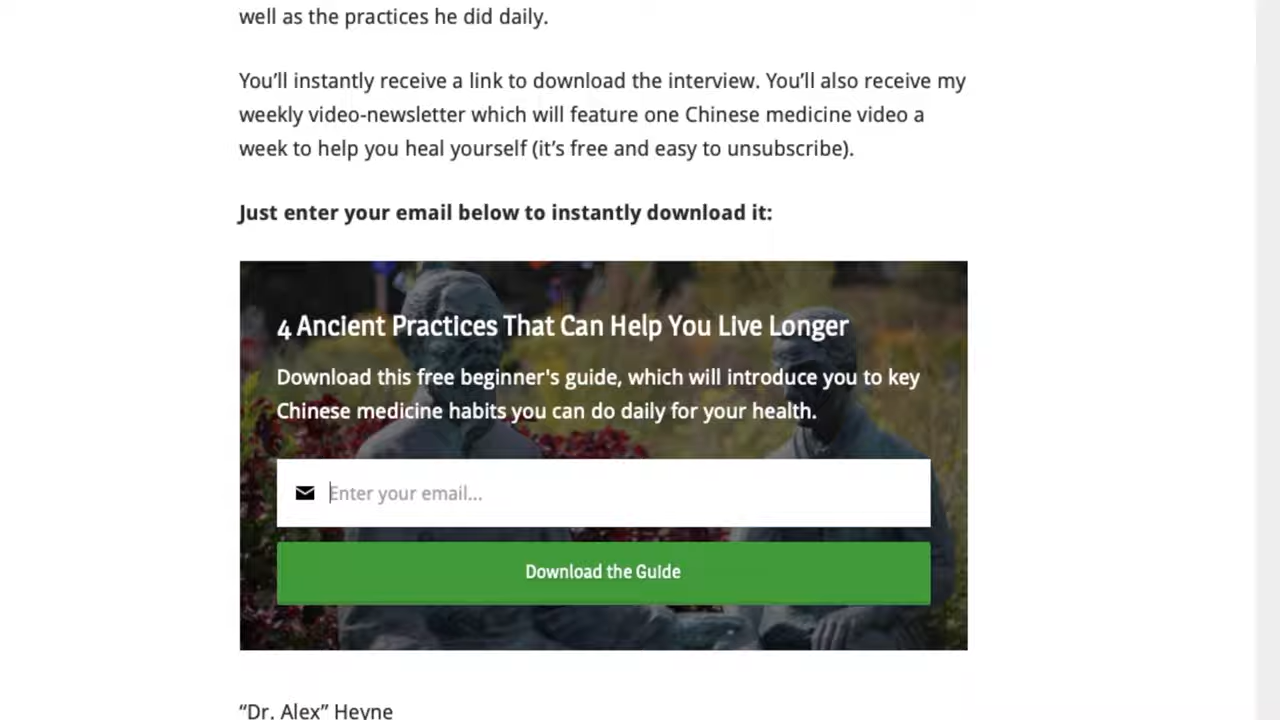 well as the practices he did daily.
You’ll instantly receive a link to download the interview. You’ll also receive my
weekly video-newsletter which will feature one Chinese medicine video a
week to help you heal yourself (it’s free and easy to unsubscribe).
Just enter your email below to instantly download it:
4 Ancient Practices That Can Help You Live Longer
Download this free beginner's guide, which will introduce you to key
Chinese medicine habits you can do daily for your health.
Enter your email...
Download the Guide
“Dr. Alex” Heyne